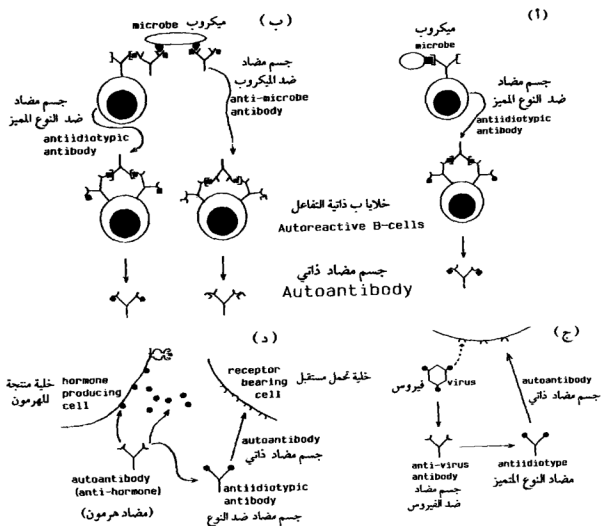 ( أ )
ميكروب
microbe
جسم مضاد
ضد النوع المميز
antiidiotypic
antibody
( ب )
microbe ميكروب
جسم مضاد
ضد الميكروب
anti-microbe
antibody
جسم مضاد
ضد النوع المميز
antiidiotypic
antibody
خلايا ب ذاتية التفاعل
Autoreactive B-cells
جسم مضاد ذاتي
Autoantibody
( ج )
فيروس
virus
autoantibody
جسم مضاد ذاتي
anti-virus
antibody
جسم مضاد
ضد الفيروس
antiidiotype
مضاد النوع المتميز
( د )
خلية منتجة
للهرمون
hormone
producing
cell
receptor
bearing
cell
خلية تحمل مستقبل
autoantibody
جسم مضاد ذاتي
autoantibody
(anti-hormone)
(مضاد هرمون)
antiidiotypic
antibody
جسم مضاد ضد النوع